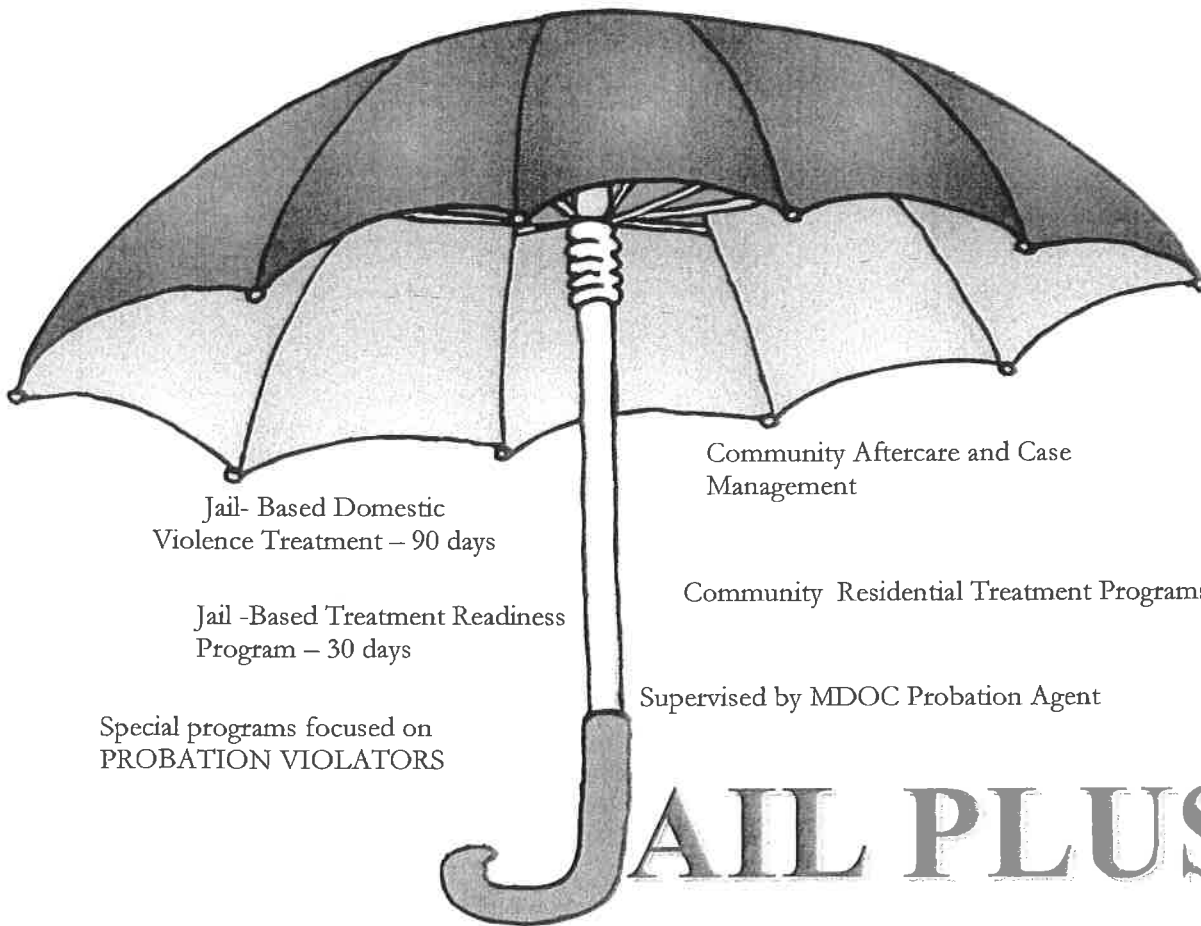 Community Aftercare and Case
Management
Jail- Based Domestic
Violence Treatment – 90 days
Community Residential Treatment Programs
Jail -Based Treatment Readiness
Program – 30 days
Supervised by MDOC Probation Agent
Special programs focused on
PROBATION VIOLATORS
JAIL PLUS